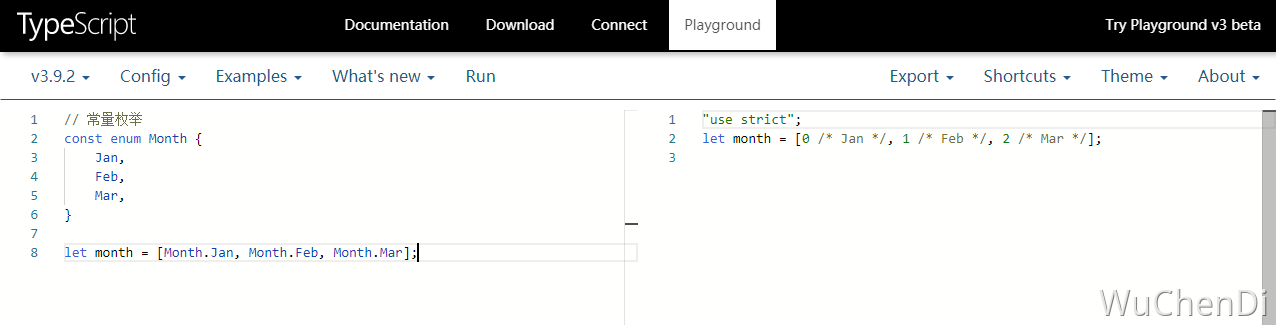 TypeScript Documentation Download Connect Playground Try Playground v3 beta
v3.9.2 Config Examples What's new Run Export Shortcuts Theme About
1 // 常量枚举
2 const enum Month {
3 Jan,
4 Feb,
5 Mar,
6 }
7
8 let month = [Month.Jan, Month.Feb, Month.Mar];
1 "use strict";
2 let month = [0 /* Jan */, 1 /* Feb */, 2 /* Mar */];
3
WuChenDi